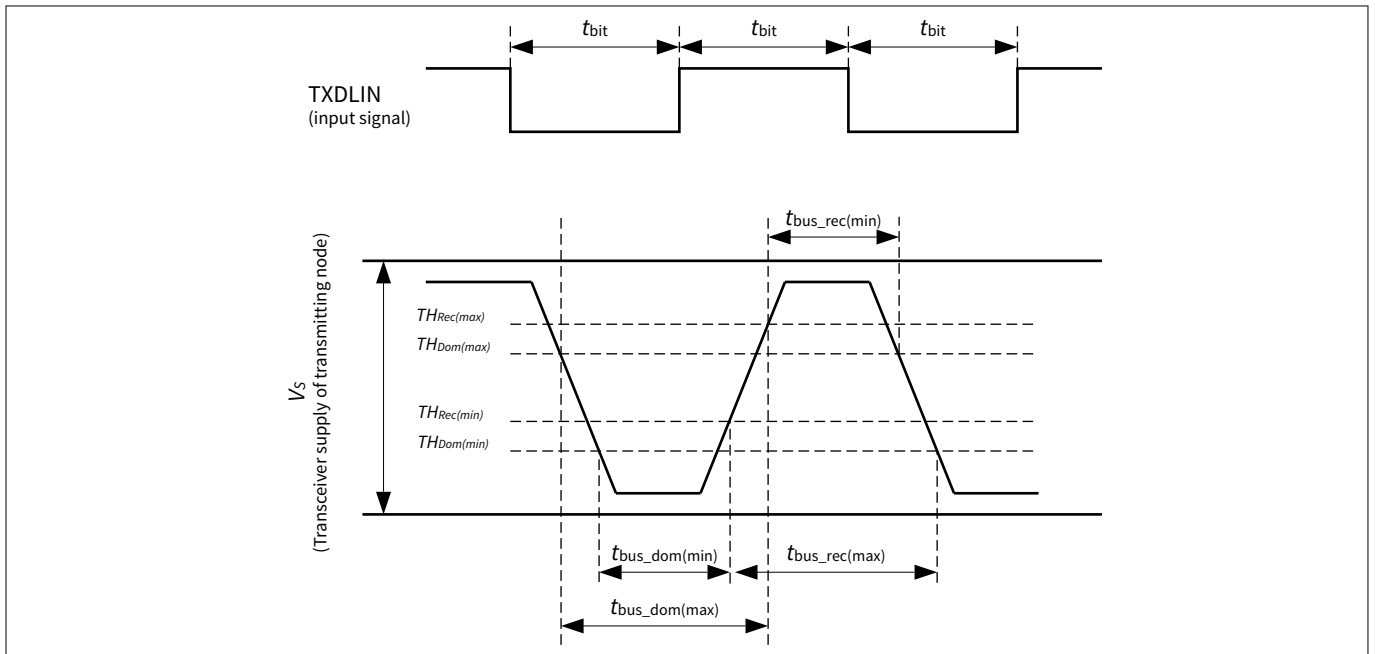 tbit tbit tbit
TXDLIN
(input signal)
tbus_rec(min)
VS
(Transceiver supply of transmitting node)
THRec(max)
THDom(max)
THRec(min)
THDom(min)
tbus_dom(min) tbus_rec(max)
tbus_dom(max)